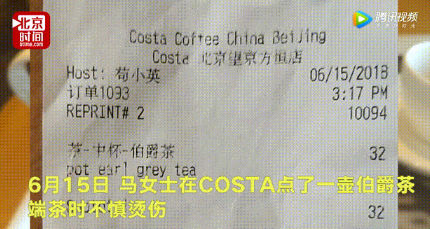 北京时间
btime.com
腾讯视频
Costa Coffee China Beijing
Costa 北京望京方恒店
Host: 苟小英 06/15/2018
订单1093 3:17 PM
REPRINT# 2 10094
茶-中杯-伯爵茶 32
pot earl grey tea
6月15日 马女士在COSTA点了一壶伯爵茶
端茶时不慎烫伤
32